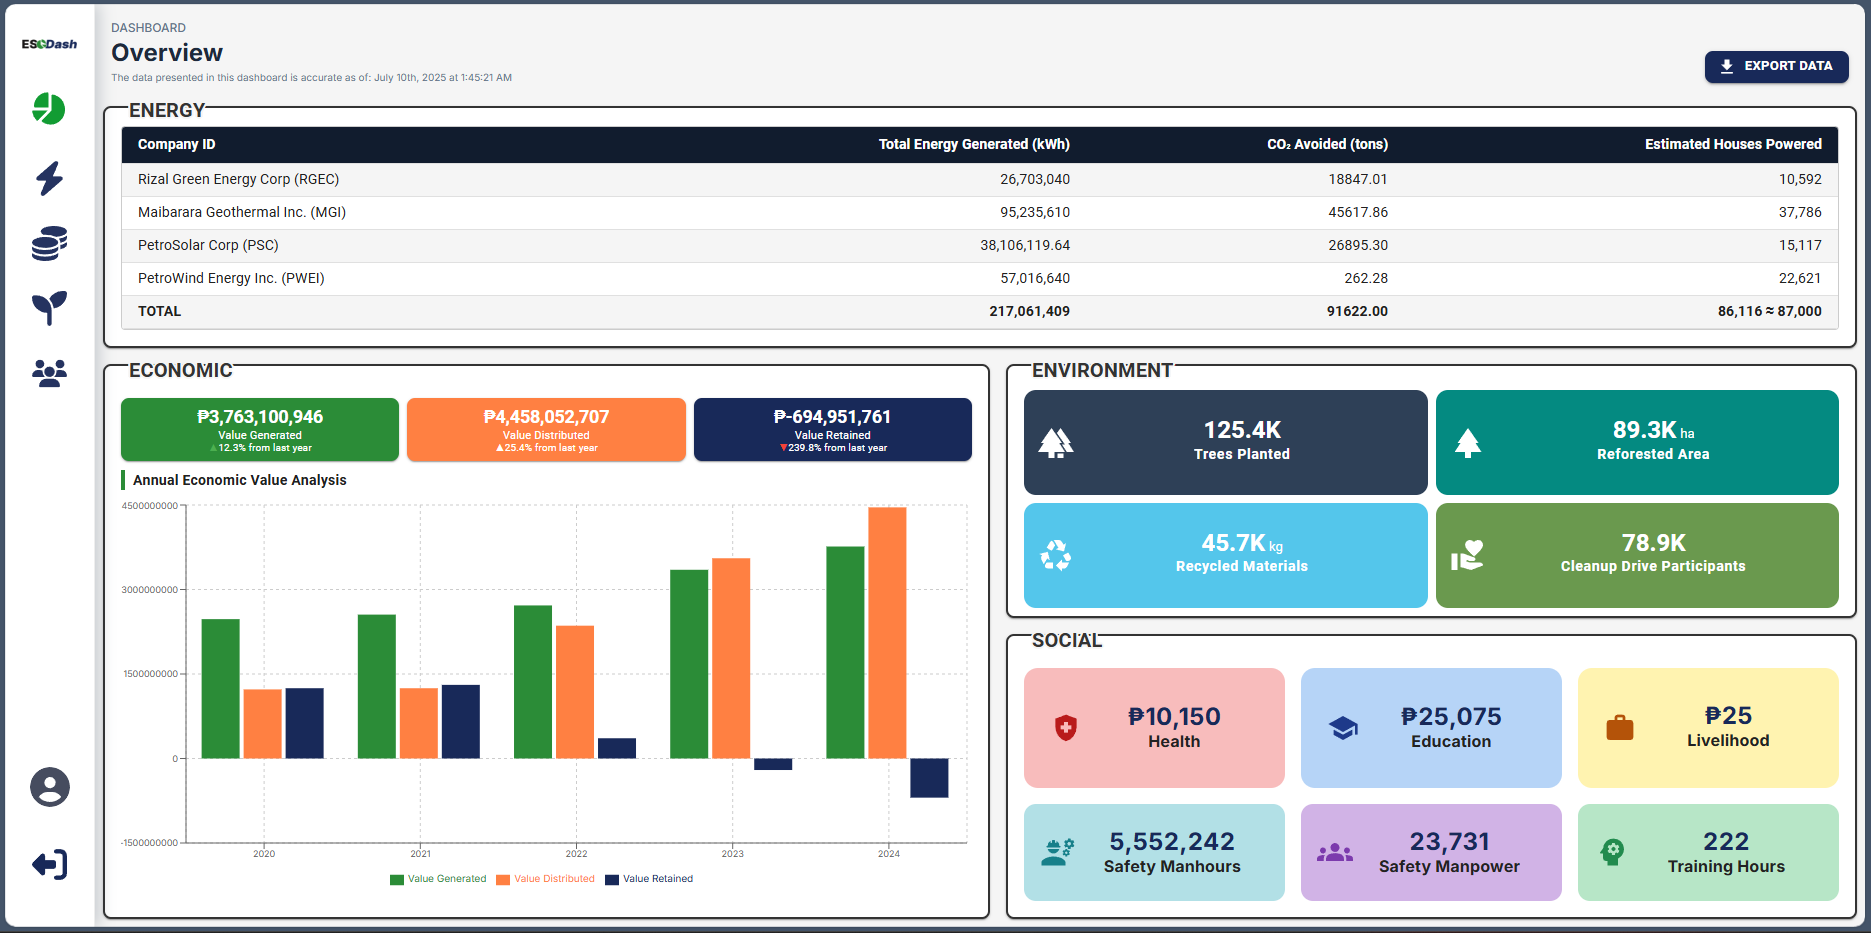 ESGDash
DASHBOARD
Overview
The data presented in this dashboard is accurate as of: July 10th, 2025 at 1:45:21 AM
EXPORT DATA
ENERGY
Company ID Total Energy Generated (kWh) CO₂ Avoided (tons) Estimated Houses Powered
Rizal Green Energy Corp (RGEC) 26,703,040 18847.01 10,592
Maibarara Geothermal Inc. (MGI) 95,235,610 45617.86 37,786
PetroSolar Corp (PSC) 38,106,119.64 26895.30 15,117
PetroWind Energy Inc. (PWEI) 57,016,640 262.28 22,621
TOTAL 217,061,409 91622.00 86,116 ≈ 87,000
ECONOMIC
₱3,763,100,946
Value Generated
▲12.3% from last year
₱4,458,052,707
Value Distributed
▲25.4% from last year
₱-694,951,761
Value Retained
▼239.8% from last year
Annual Economic Value Analysis
4500000000
3000000000
1500000000
0
-1500000000
2020 2021 2022 2023 2024
Value Generated Value Distributed Value Retained
ENVIRONMENT
125.4K
Trees Planted
89.3K ha
Reforested Area
45.7K kg
Recycled Materials
78.9K
Cleanup Drive Participants
SOCIAL
₱10,150
Health
₱25,075
Education
₱25
Livelihood
5,552,242
Safety Manhours
23,731
Safety Manpower
222
Training Hours